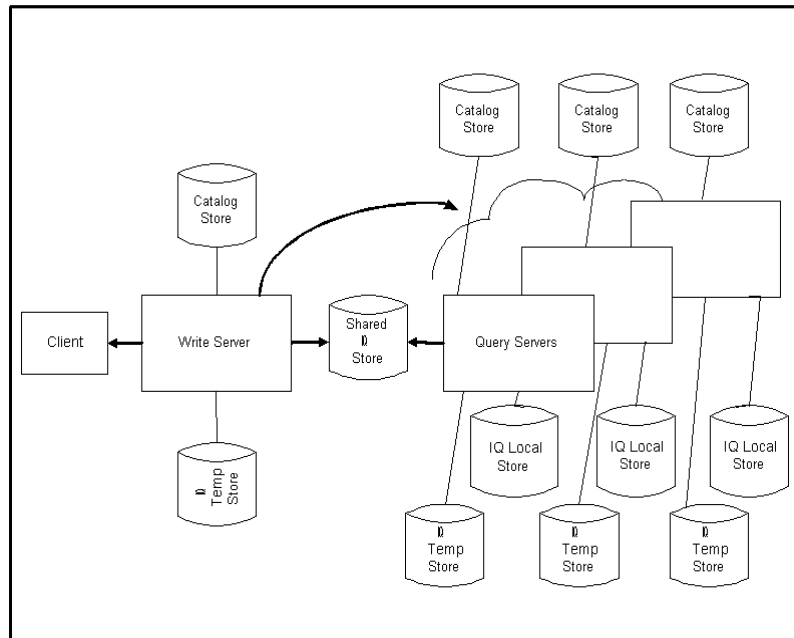 Catalog
Store
Catalog
Store
Catalog
Store
Catalog
Store
Client
Write Server
Shared
IQ
Store
Query Servers
IQ Local
Store
IQ Local
Store
IQ Local
Store
IQ
Temp
Store
IQ
Temp
Store
IQ
Temp
Store
IQ
Temp
Store